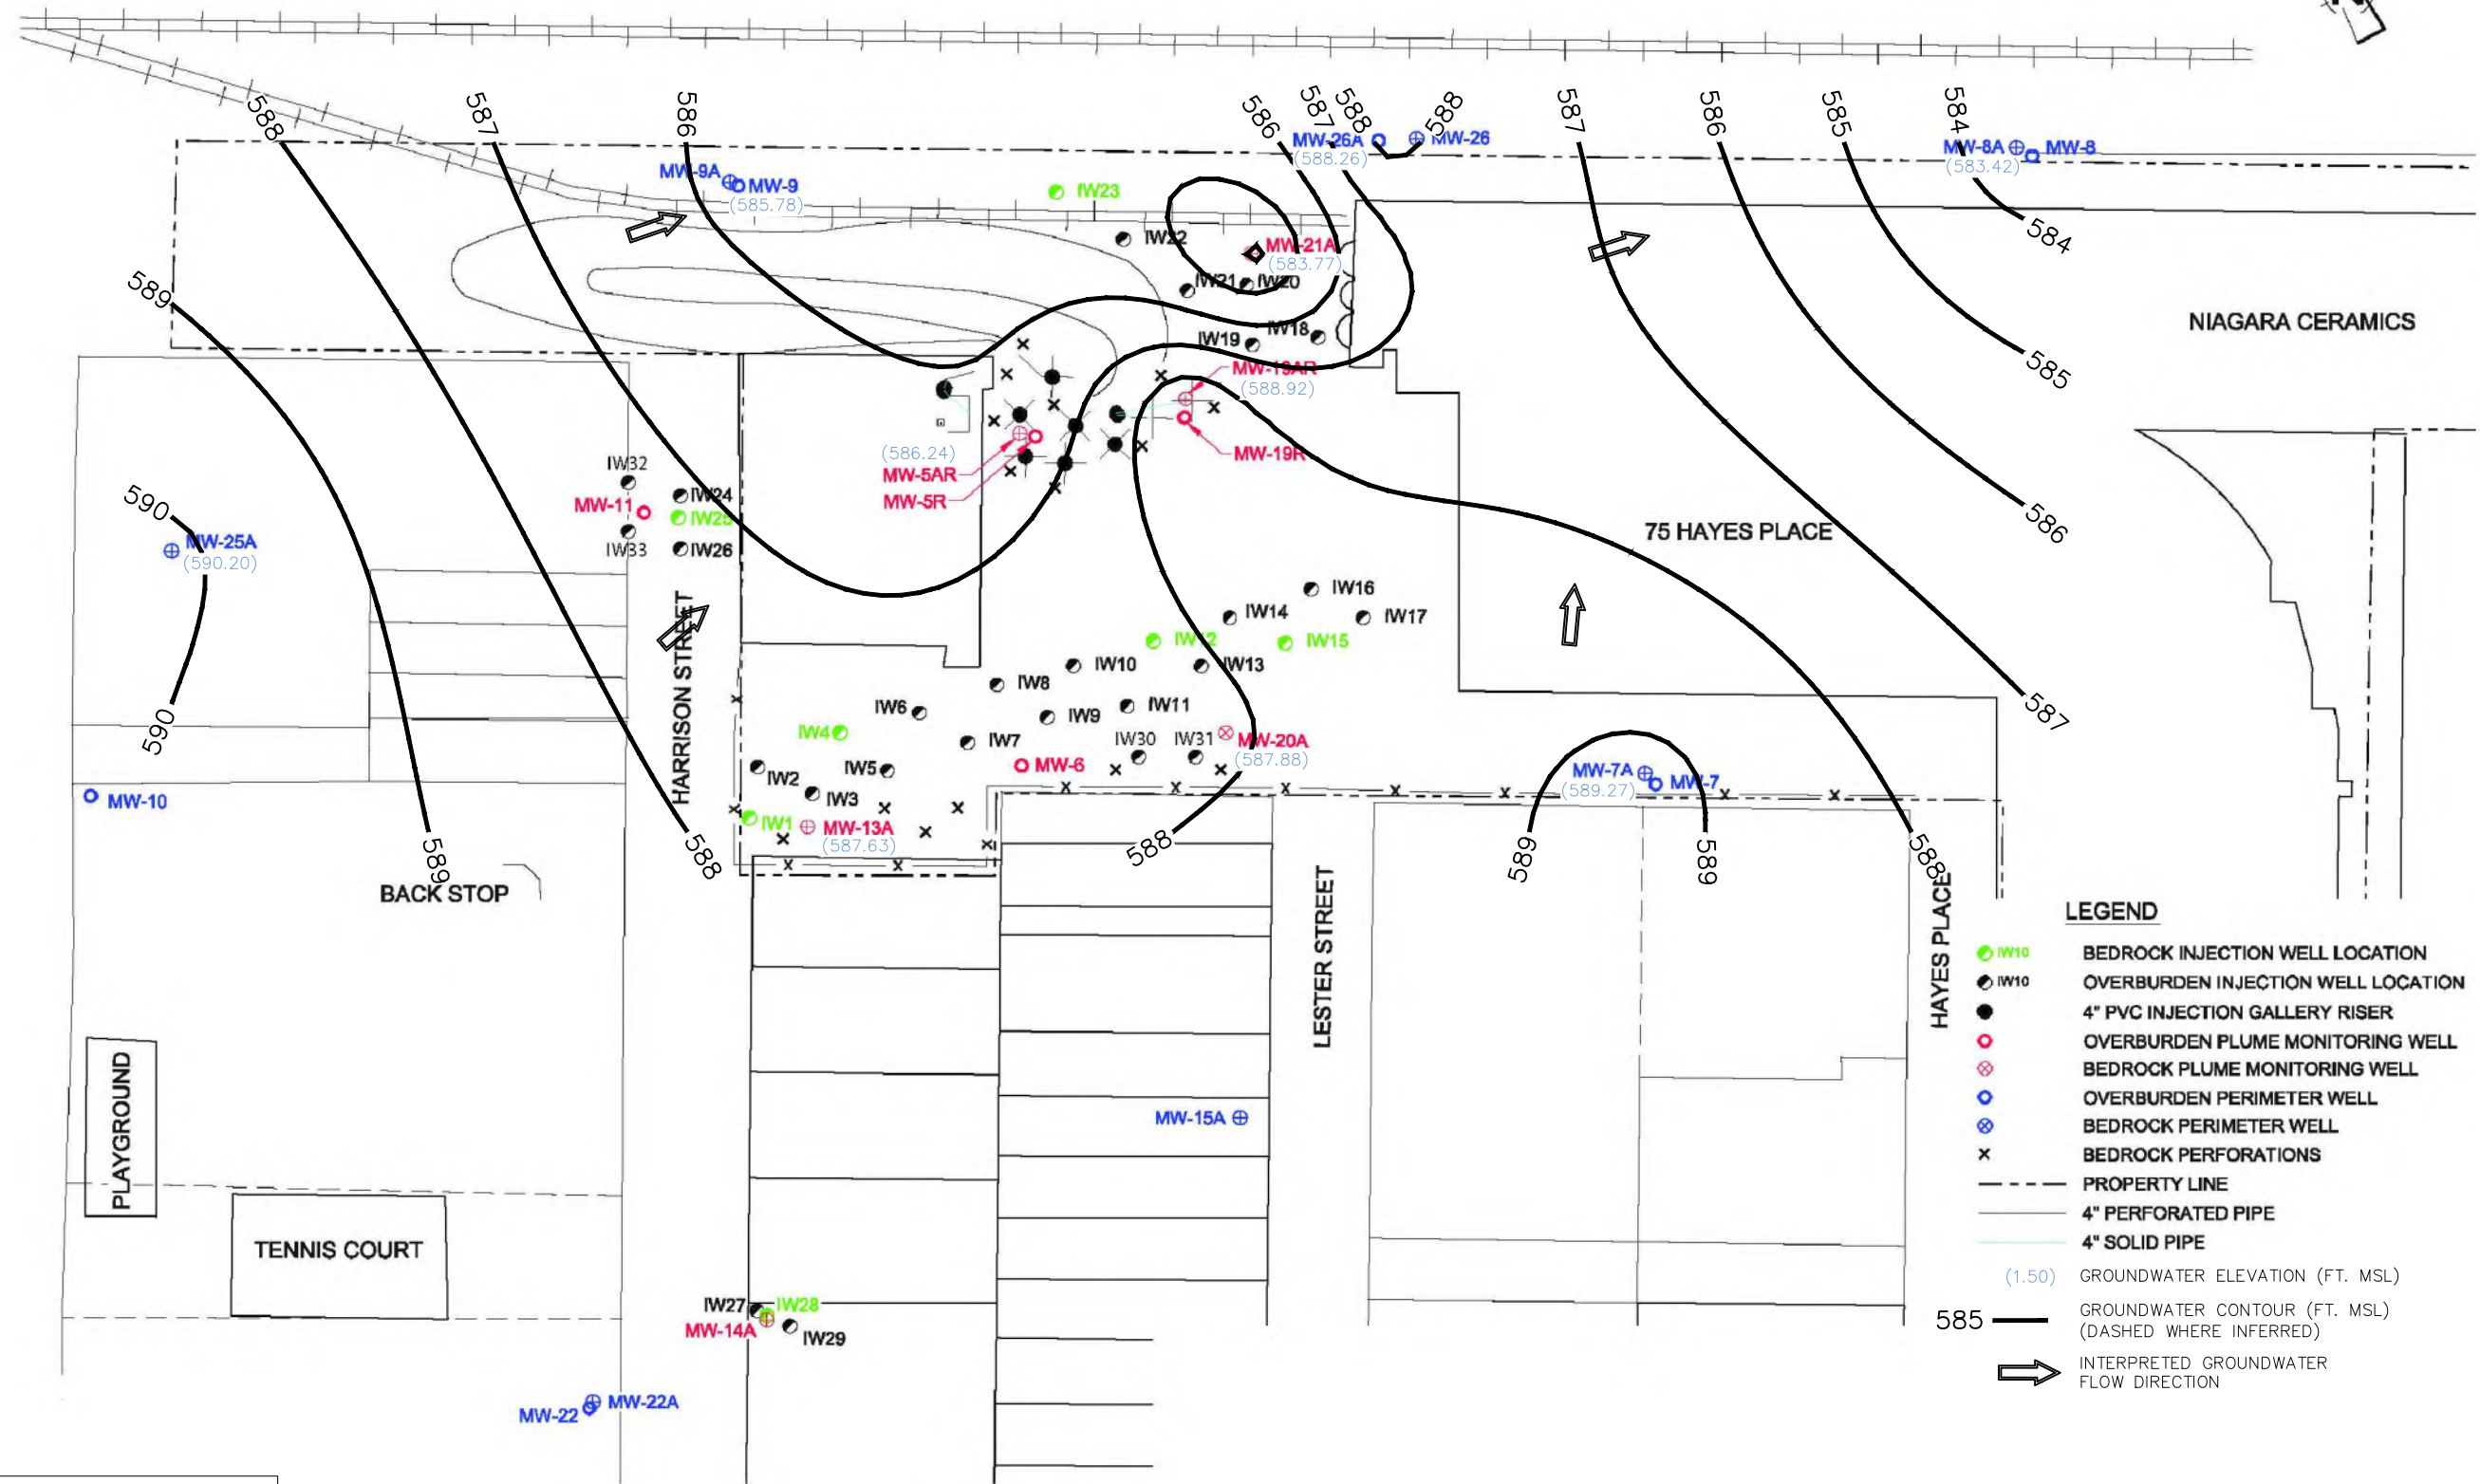 588
587
586
586
587
588
588
587
586
585
584
MW-26A
MW-26
(588.26)
MW-8A
MW-8
(583.42)
MW-9A
MW-9
(585.78)
IW23
IW22
MW-21A
(583.77)
IW21
IW20
584
589
NIAGARA CERAMICS
IW18
IW19
MW-19AR
(588.92)
585
(586.24)
MW-5AR
MW-5R
MW-19R
IW32
IW24
MW-11
IW25
IW33
IW26
590
MW-25A
(590.20)
586
75 HAYES PLACE
IW16
IW14
IW17
IW12
IW15
IW10
IW13
IW8
IW6
IW9
IW11
IW4
IW7
IW30
IW31
MW-20A
(587.88)
587
590
HARRISON STREET
IW2
IW5
MW-6
MW-7A
MW-7
(589.27)
IW3
MW-10
IW1
MW-13A
(587.63)
589
588
588
589
589
588
BACK STOP
LESTER STREET
HAYES PLACE
PLAYGROUND
MW-15A
TENNIS COURT
IW27
IW28
MW-14A
IW29
MW-22
MW-22A
LEGEND
IW10 BEDROCK INJECTION WELL LOCATION
IW10 OVERBURDEN INJECTION WELL LOCATION
4" PVC INJECTION GALLERY RISER
OVERBURDEN PLUME MONITORING WELL
BEDROCK PLUME MONITORING WELL
OVERBURDEN PERIMETER WELL
BEDROCK PERIMETER WELL
BEDROCK PERFORATIONS
PROPERTY LINE
4" PERFORATED PIPE
4" SOLID PIPE
(1.50) GROUNDWATER ELEVATION (FT. MSL)
585 GROUNDWATER CONTOUR (FT. MSL)
(DASHED WHERE INFERRED)
INTERPRETED GROUNDWATER
FLOW DIRECTION